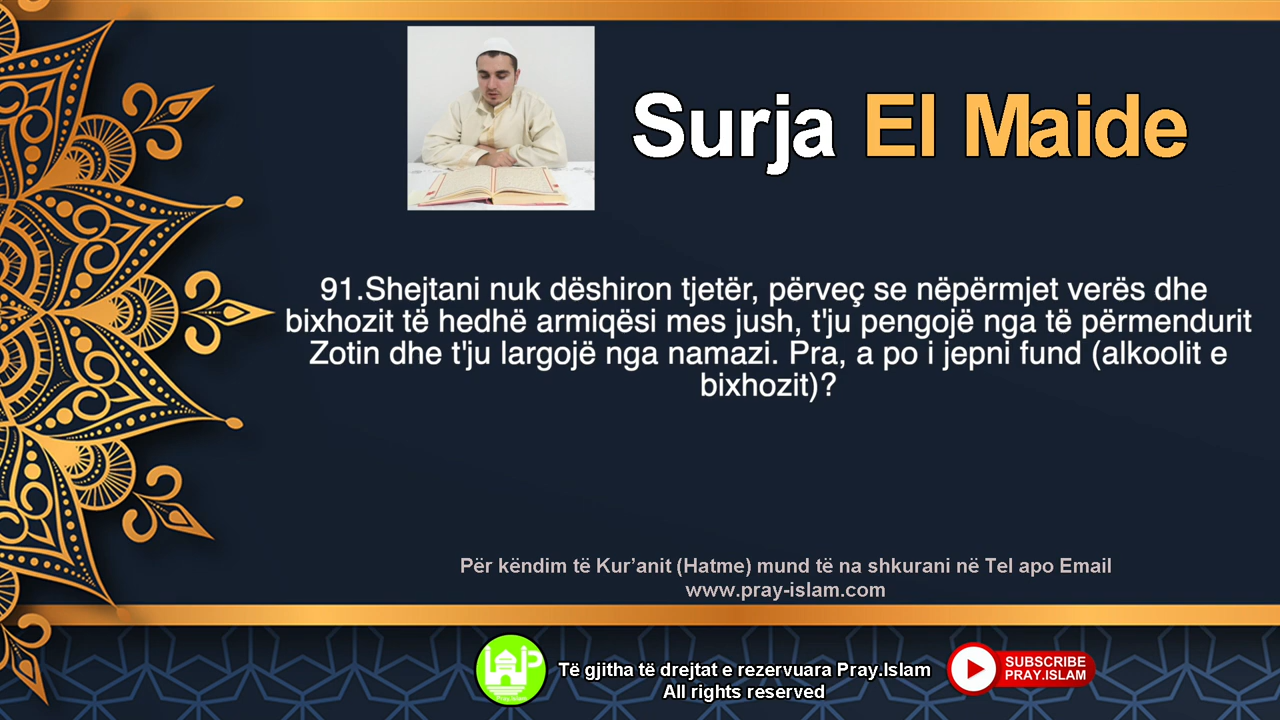 Surja El Maide
91.Shejtani nuk dëshiron tjetër, përveç se nëpërmjet verës dhe
bixhozit të hedhë armiqësi mes jush, t'ju pengojë nga të përmendurit
Zotin dhe t'ju largojë nga namazi. Pra, a po i jepni fund (alkoolit e
bixhozit)?
Për këndim të Kur’anit (Hatme) mund të na shkurani në Tel apo Email
www.pray-islam.com
Pray Islam
Të gjitha të drejtat e rezervuara Pray.Islam
All rights reserved
SUBSCRIBE
PRAY.ISLAM